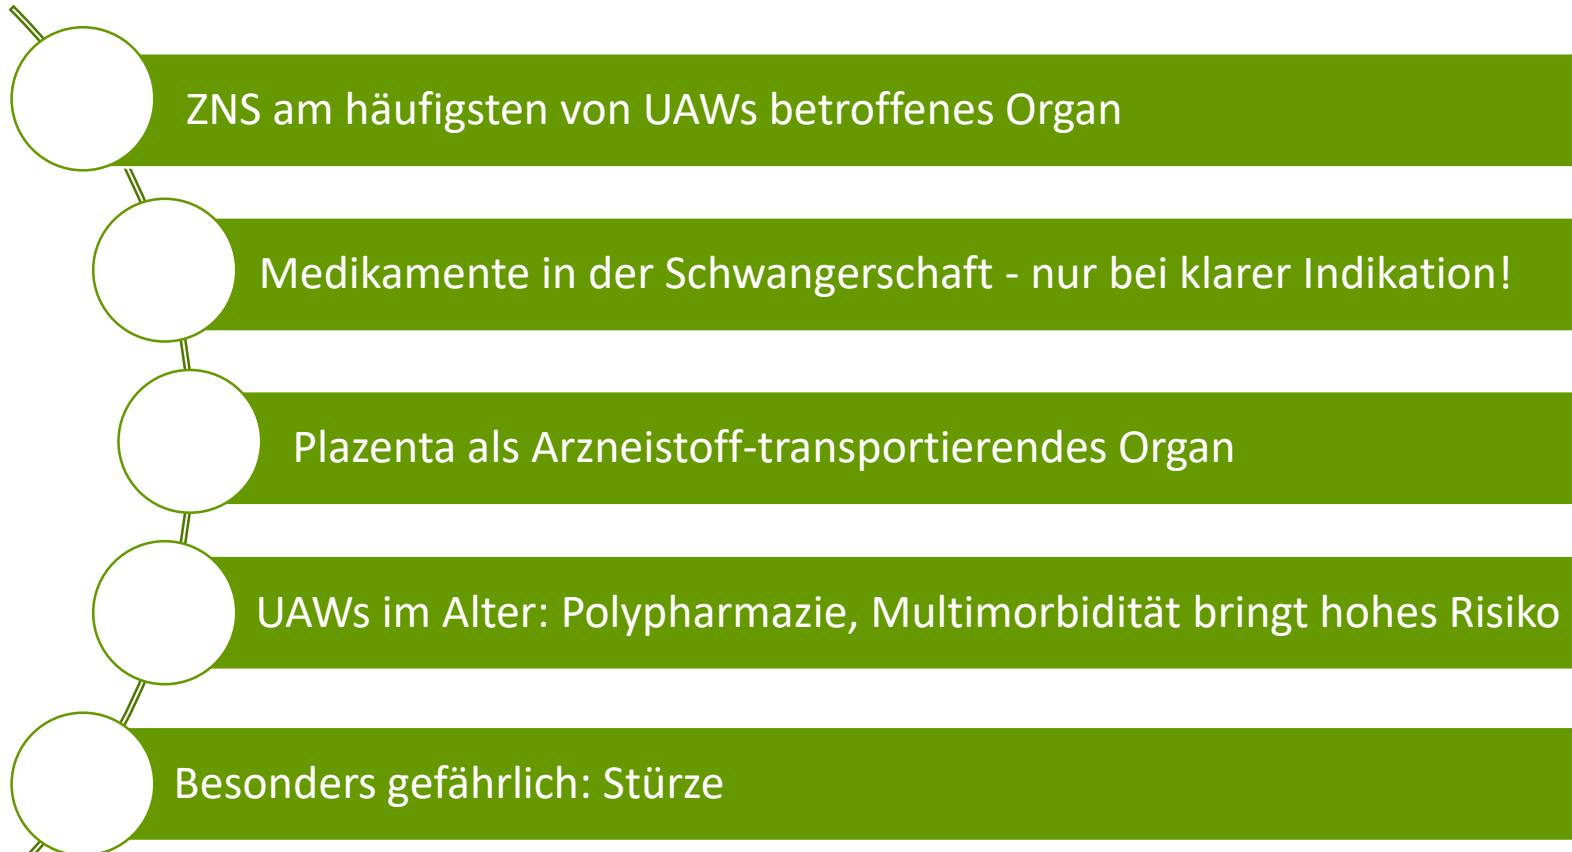 ZNS am häufigsten von UAWs betroffenes Organ
Medikamente in der Schwangerschaft - nur bei klarer Indikation!
Plazenta als Arzneistoff-transportierendes Organ
UAWs im Alter: Polypharmazie, Multimorbidität bringt hohes Risiko
Besonders gefährlich: Stürze